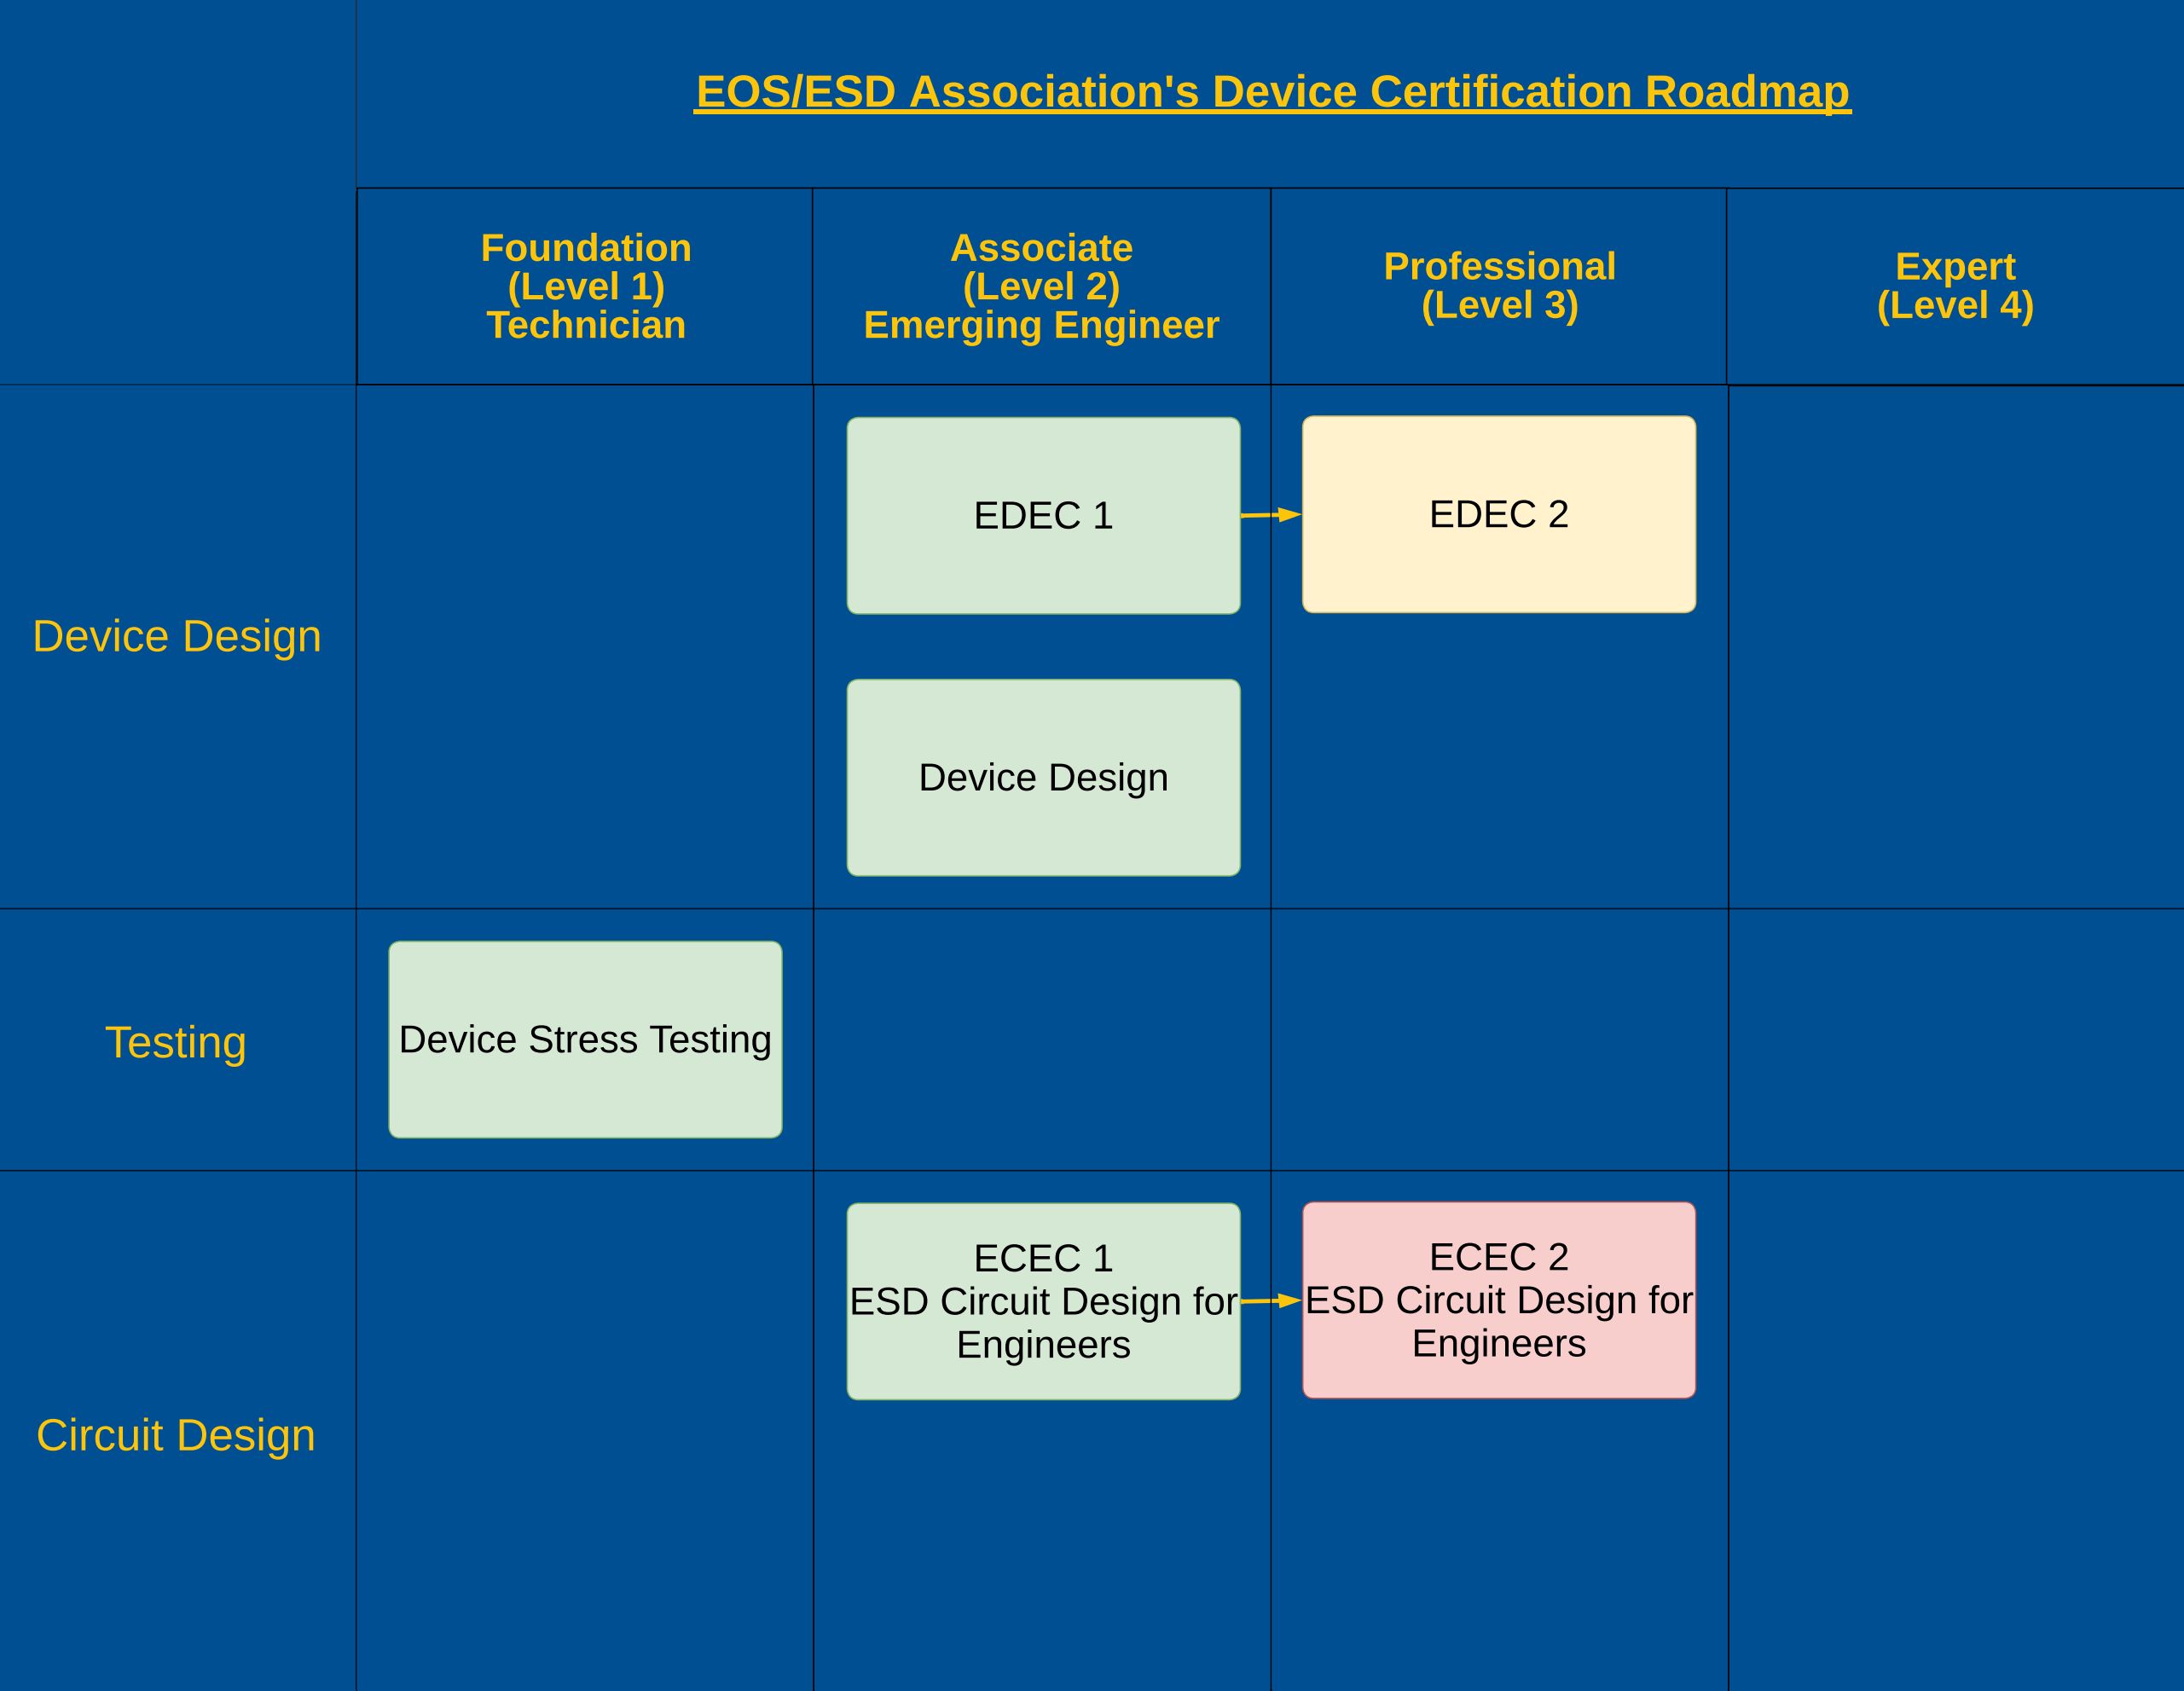 EOS/ESD Association's Device Certification Roadmap
Foundation
(Level 1)
Technician
Associate
(Level 2)
Emerging Engineer
Professional
(Level 3)
Expert
(Level 4)
Device Design
EDEC 1
EDEC 2
Device Design
Testing
Device Stress Testing
Circuit Design
ECEC 1
ESD Circuit Design for
Engineers
ECEC 2
ESD Circuit Design for
Engineers